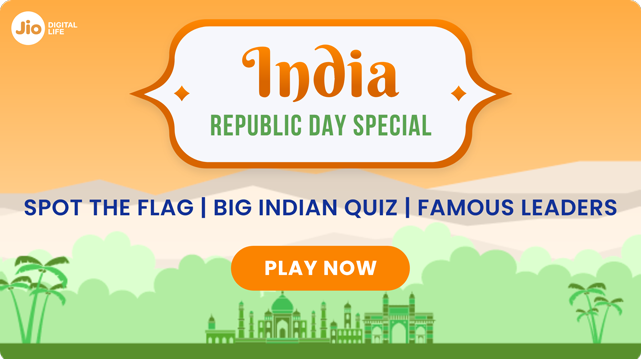 Jio DIGITAL
LIFE
India
REPUBLIC DAY SPECIAL
SPOT THE FLAG | BIG INDIAN QUIZ | FAMOUS LEADERS
PLAY NOW